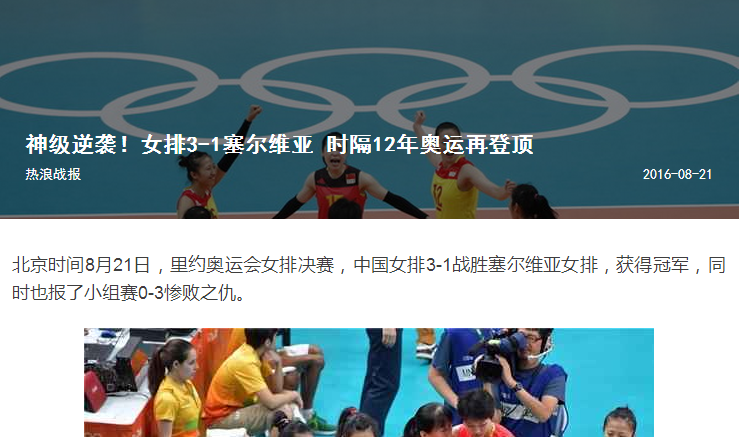 神级逆袭！女排3-1塞尔维亚 时隔12年奥运再登顶
热浪战报
2016-08-21
北京时间8月21日，里约奥运会女排决赛，中国女排3-1战胜塞尔维亚女排，获得冠军，同
时也报了小组赛0-3惨败之仇。